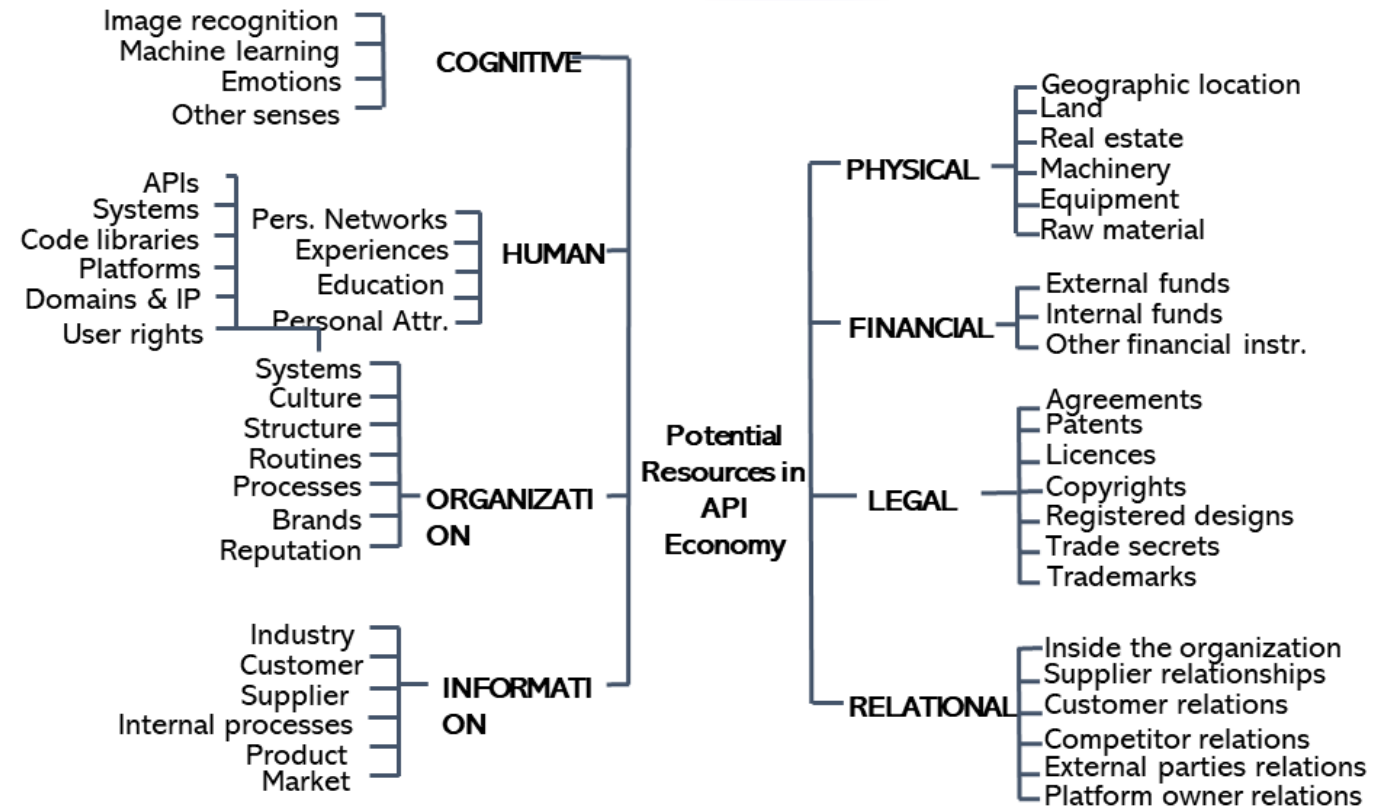 Image recognition
Machine learning
Emotions
Other senses
COGNITIVE
APIs
Systems
Code libraries
Platforms
Domains & IP
User rights
Pers. Networks
Experiences
Education
Personal Attr.
HUMAN
Systems
Culture
Structure
Routines
Processes
Brands
Reputation
ORGANIZATI
ON
Industry
Customer
Supplier
Internal processes
Product
Market
INFORMATI
ON
Potential
Resources in
API
Economy
PHYSICAL
Geographic location
Land
Real estate
Machinery
Equipment
Raw material
FINANCIAL
External funds
Internal funds
Other financial instr.
LEGAL
Agreements
Patents
Licences
Copyrights
Registered designs
Trade secrets
Trademarks
RELATIONAL
Inside the organization
Supplier relationships
Customer relations
Competitor relations
External parties relations
Platform owner relations